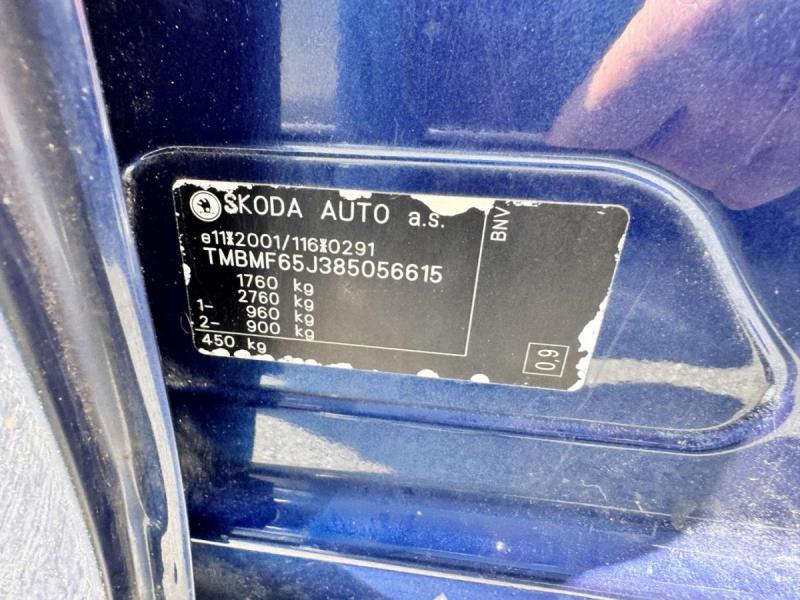 ŠKODA AUTO a.s.
e11*2001/116*0291
TMBMF65J385056615
1760 kg
2760 kg
1- 960 kg
2- 900 kg
450 kg
BNV
0,9